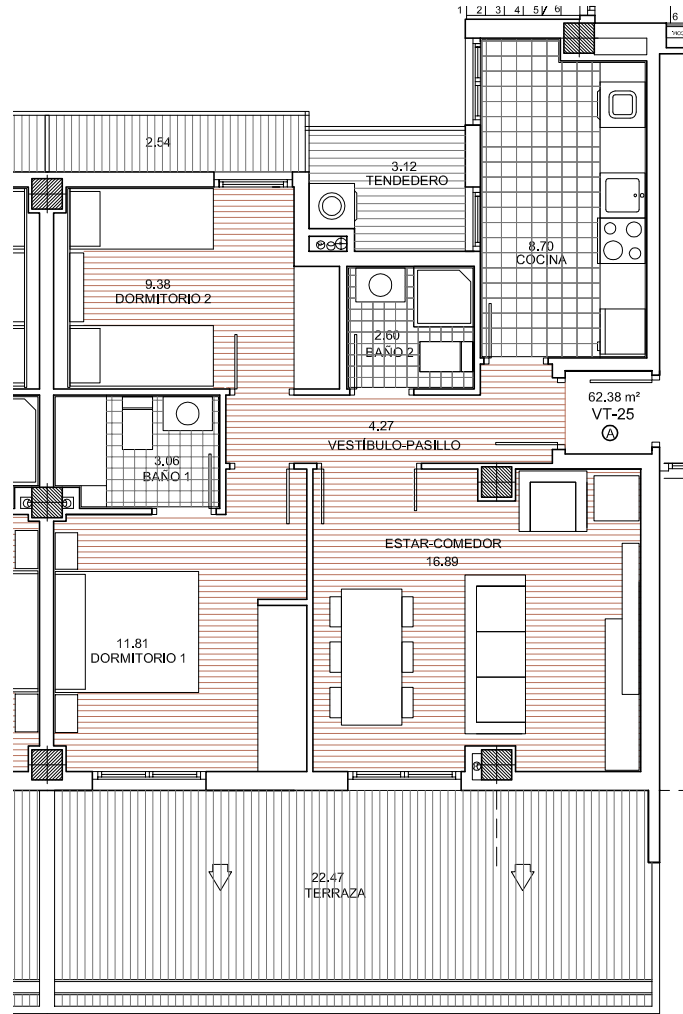 1 2 3 4 5 6
6
2.54
3.12
TENDEDERO
8.70
COCINA
9.38
DORMITORIO 2
2.60
BAÑO 2
62.38 m²
VT-25
A
4.27
VESTÍBULO-PASILLO
3.06
BAÑO 1
ESTAR-COMEDOR
16.89
11.81
DORMITORIO 1
22.47
TERRAZA